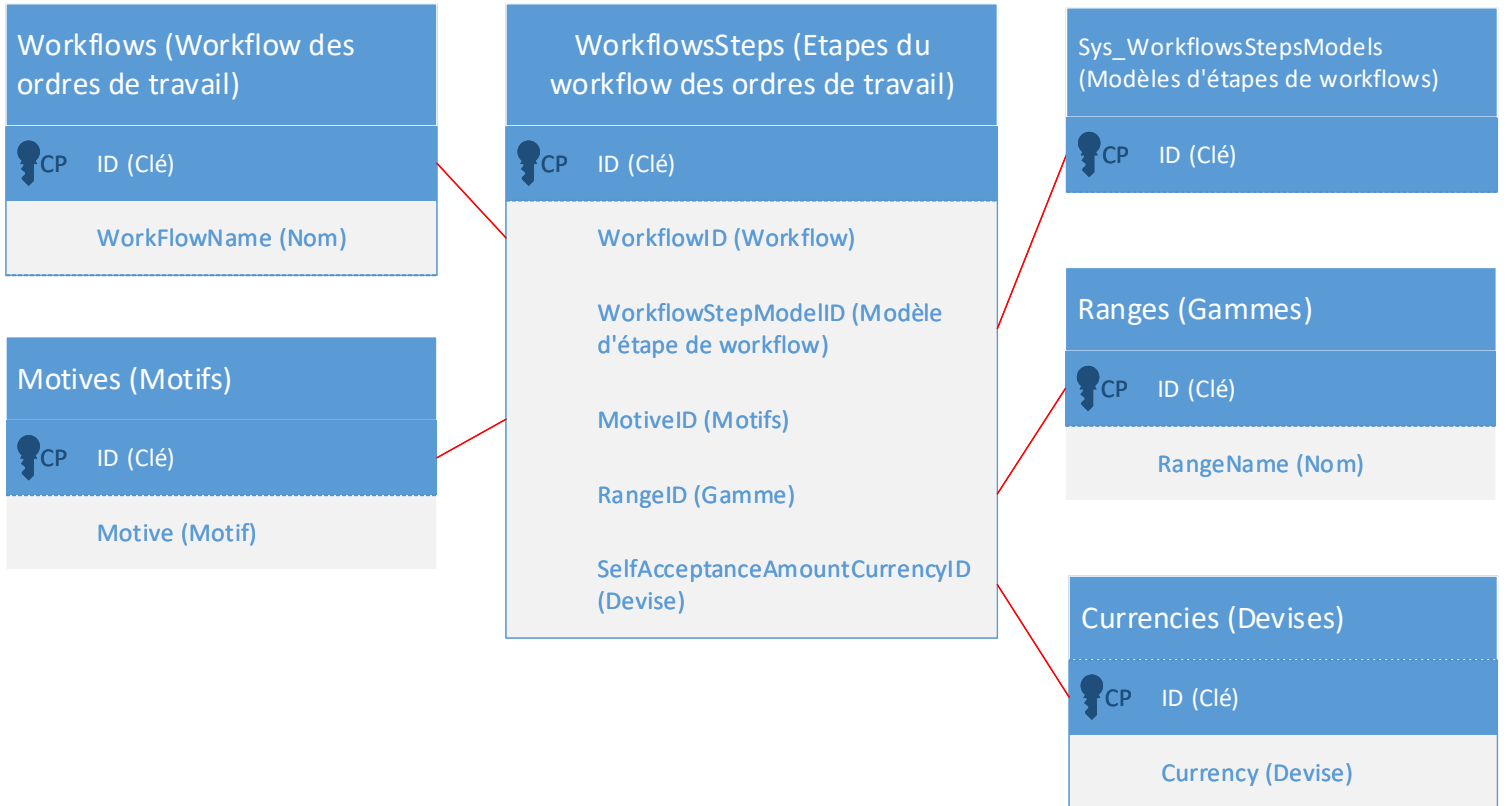 Workflows (Workflow des
ordres de travail)
CP ID (Clé)
WorkFlowName (Nom)
Motives (Motifs)
CP ID (Clé)
Motive (Motif)
WorkflowsSteps (Etapes du
workflow des ordres de travail)
CP ID (Clé)
WorkflowID (Workflow)
WorkflowStepModelID (Modèle
d'étape de workflow)
MotiveID (Motifs)
RangeID (Gamme)
SelfAcceptanceAmountCurrencyID
(Devise)
Sys_WorkflowsStepsModels
(Modèles d'étapes de workflows)
CP ID (Clé)
Ranges (Gammes)
CP ID (Clé)
RangeName (Nom)
Currencies (Devises)
CP ID (Clé)
Currency (Devise)